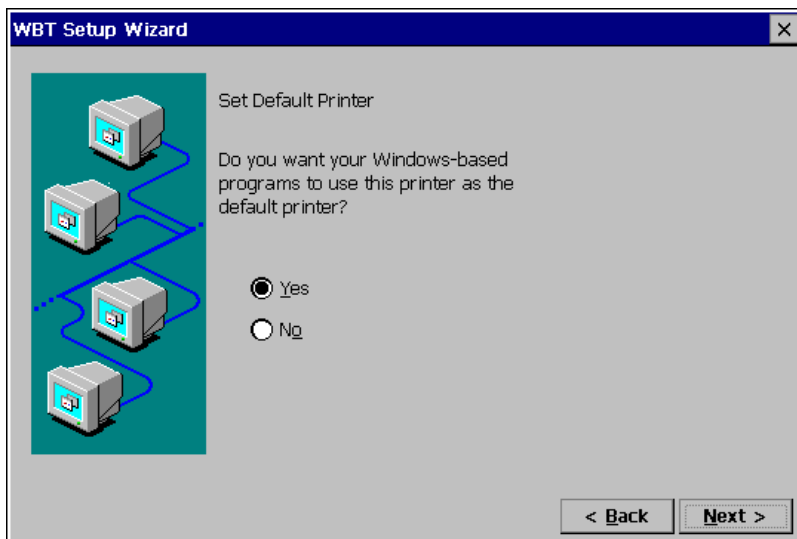 WBT Setup Wizard
Set Default Printer
Do you want your Windows-based
programs to use this printer as the
default printer?
Yes
No
< Back
Next >